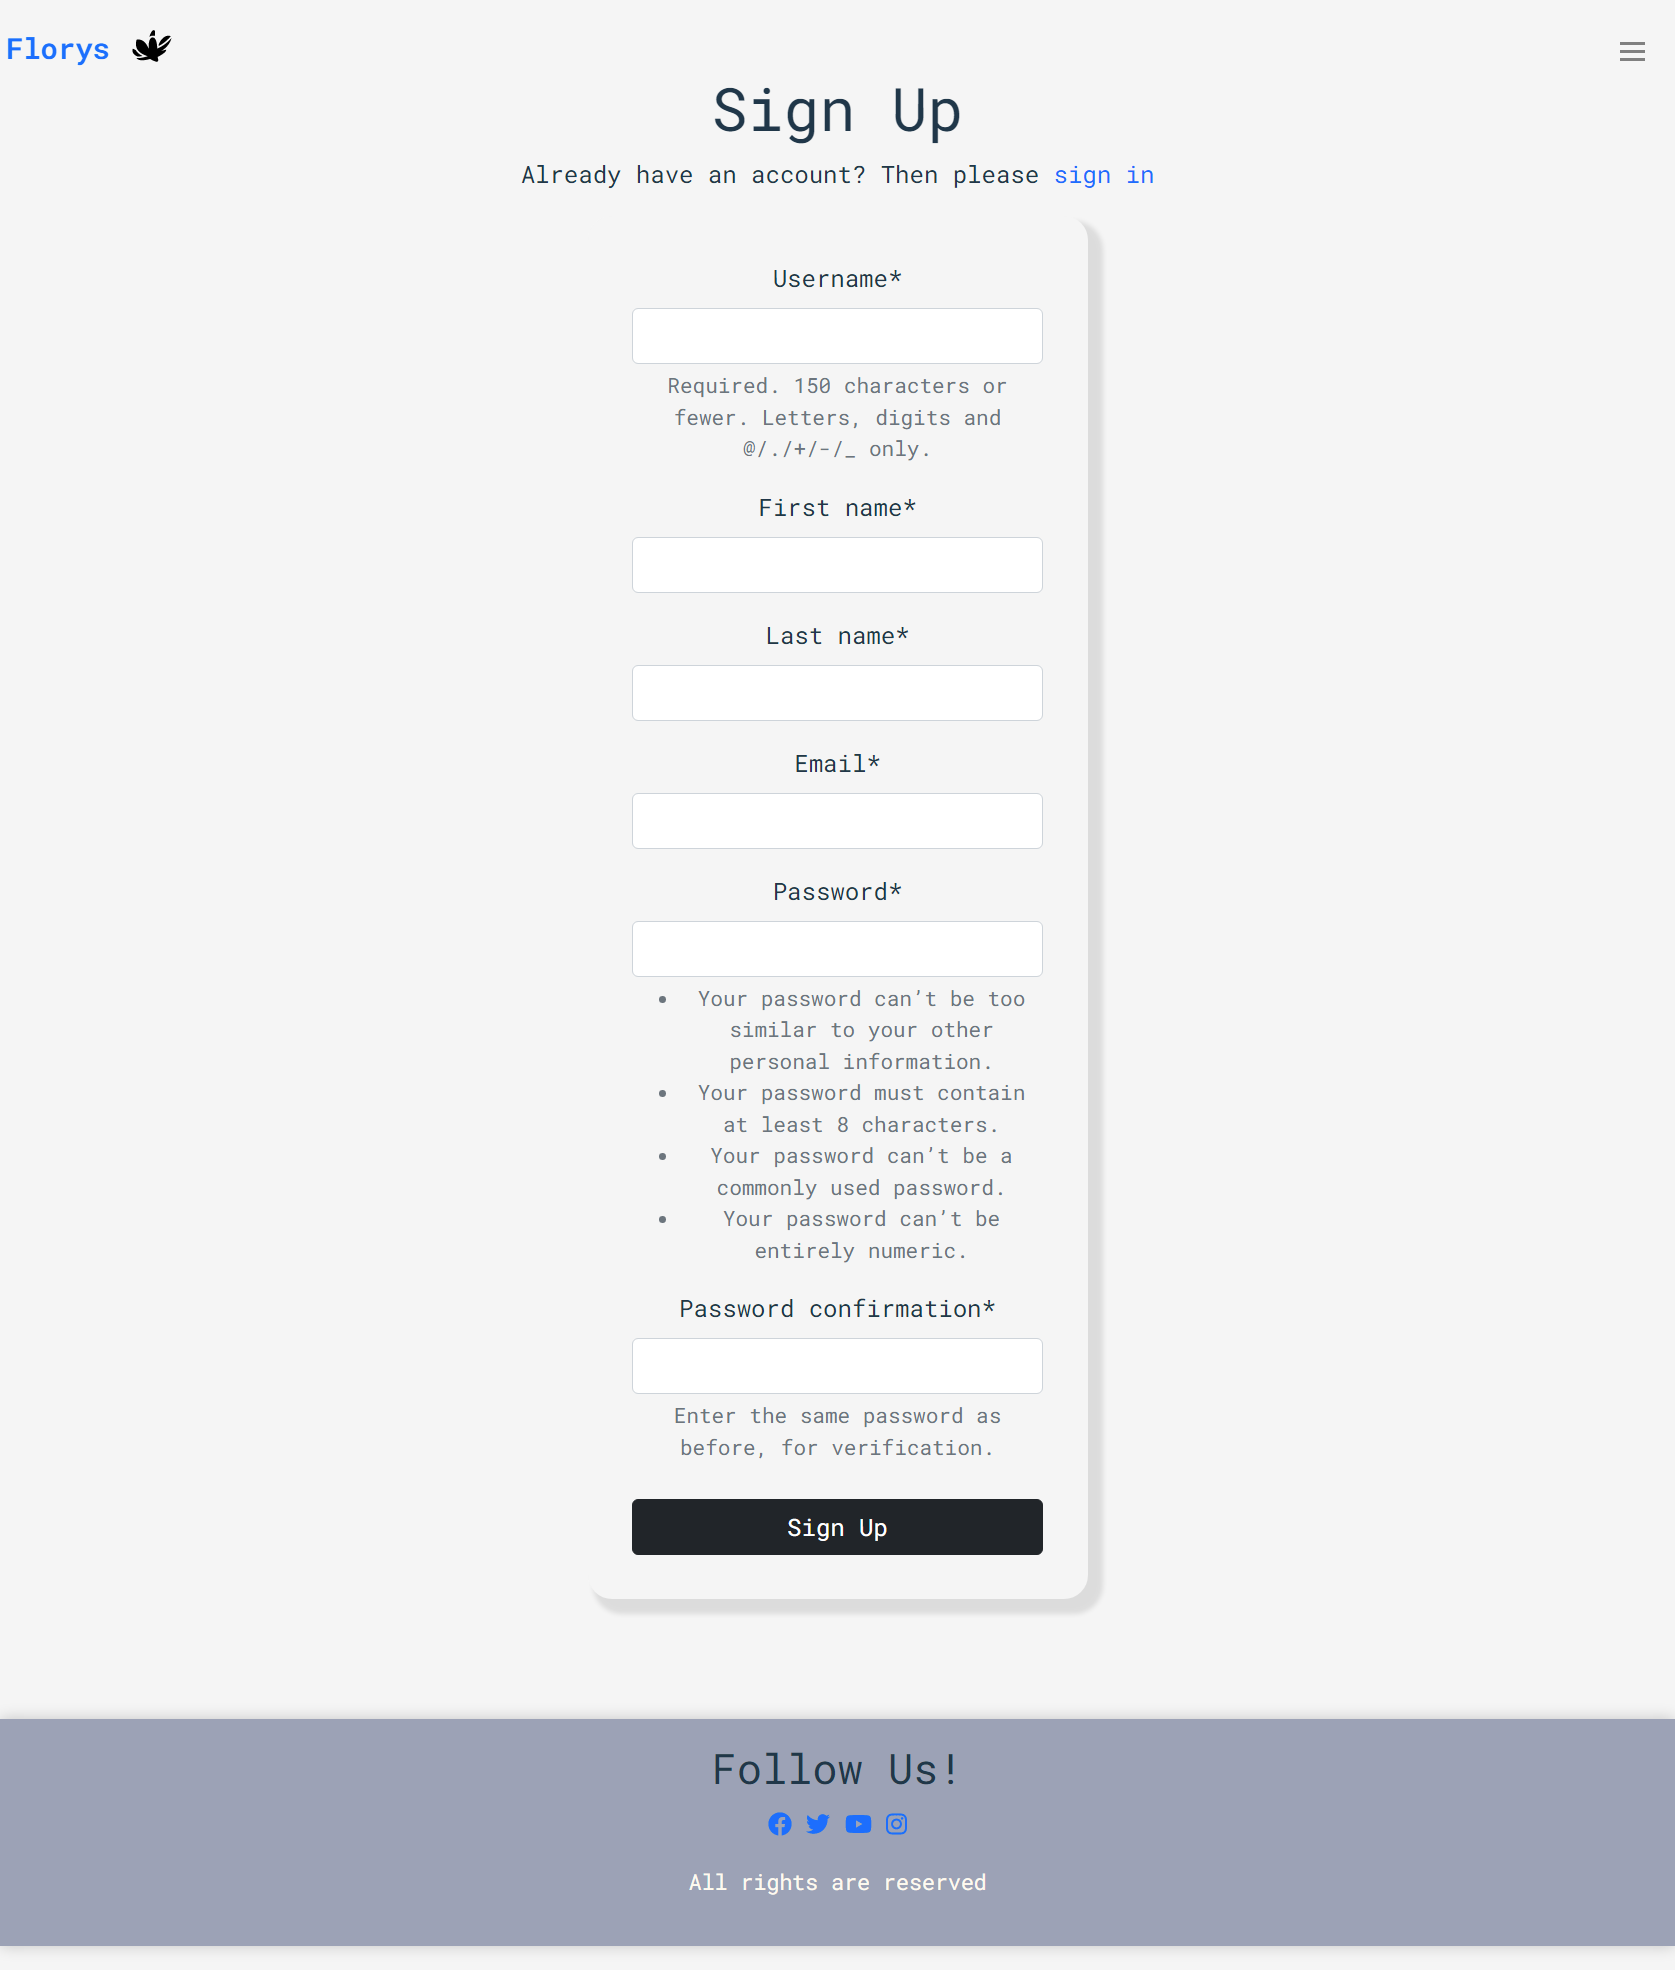 Florys
Sign Up
Already have an account? Then please sign in
Username*
Required. 150 characters or
fewer. Letters, digits and
@/./+/-/_ only.
First name*
Last name*
Email*
Password*
• Your password can’t be too
similar to your other
personal information.
• Your password must contain
at least 8 characters.
• Your password can’t be a
commonly used password.
• Your password can’t be
entirely numeric.
Password confirmation*
Enter the same password as
before, for verification.
Sign Up
Follow Us!
All rights are reserved